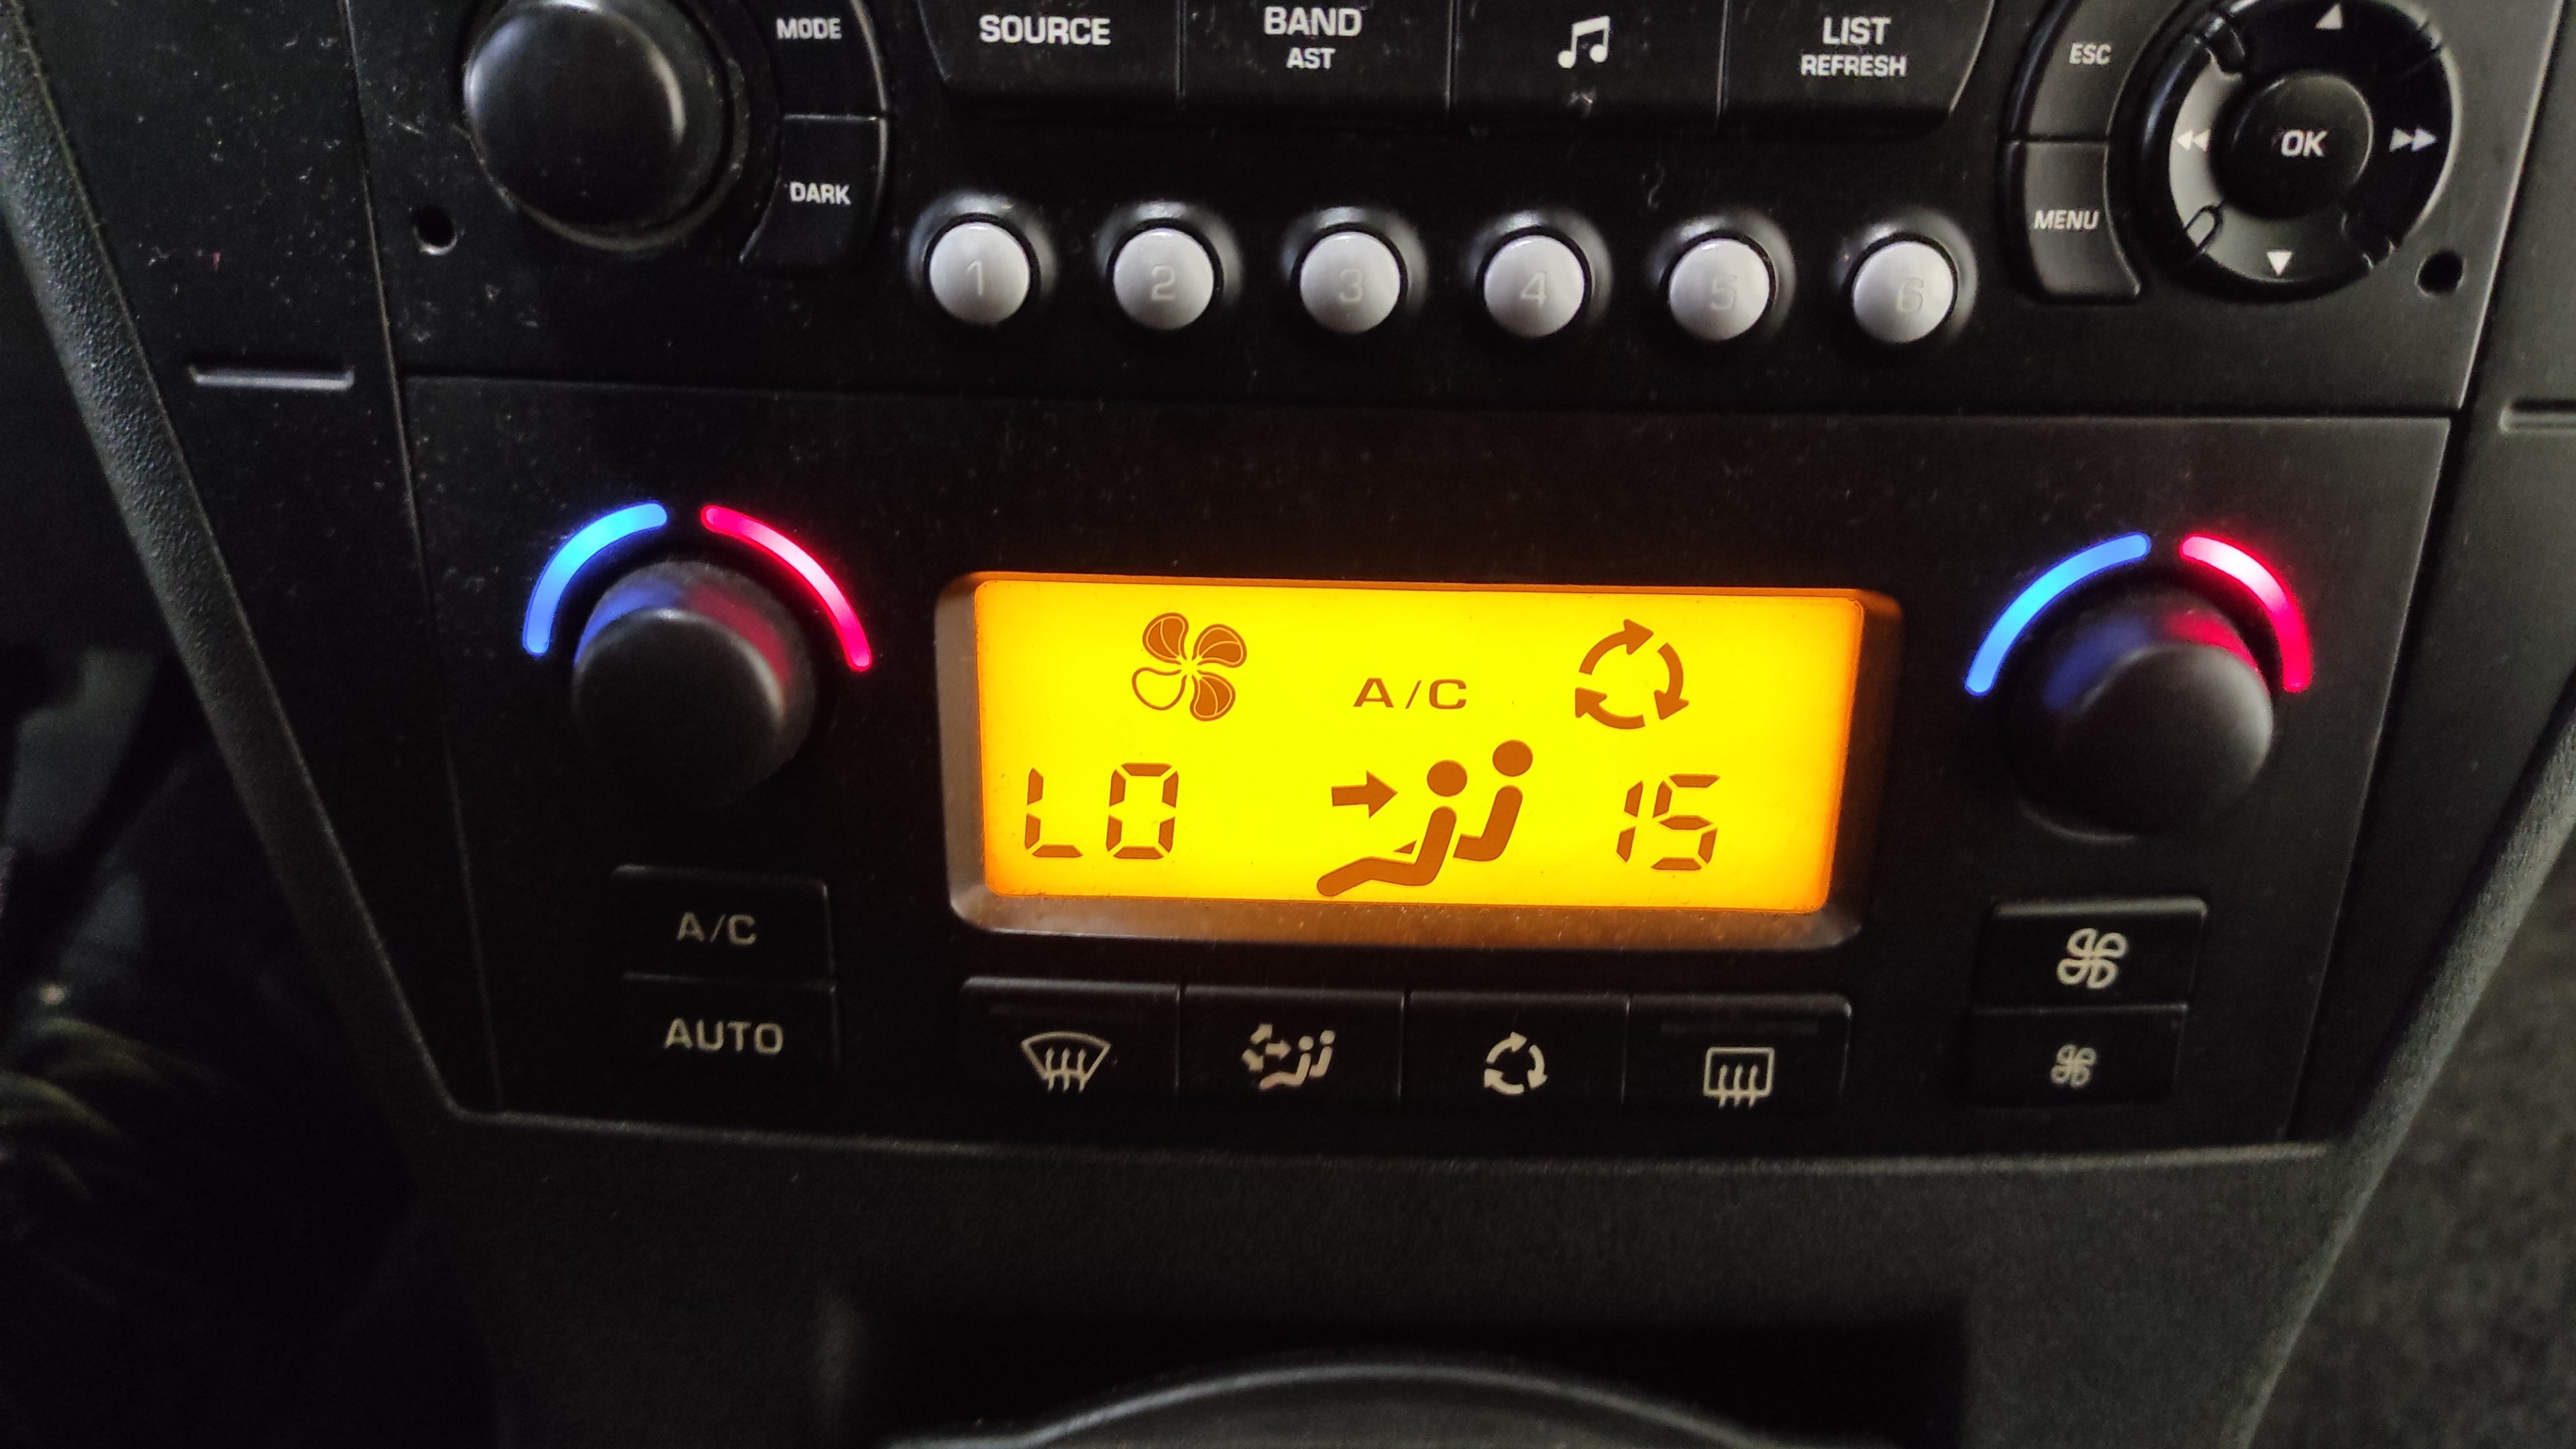 MODE
SOURCE
BAND
AST
LIST
REFRESH
ESC
DARK
OK
MENU
1 2 3 4 5 6
A/C
LO 15
A/C
AUTO